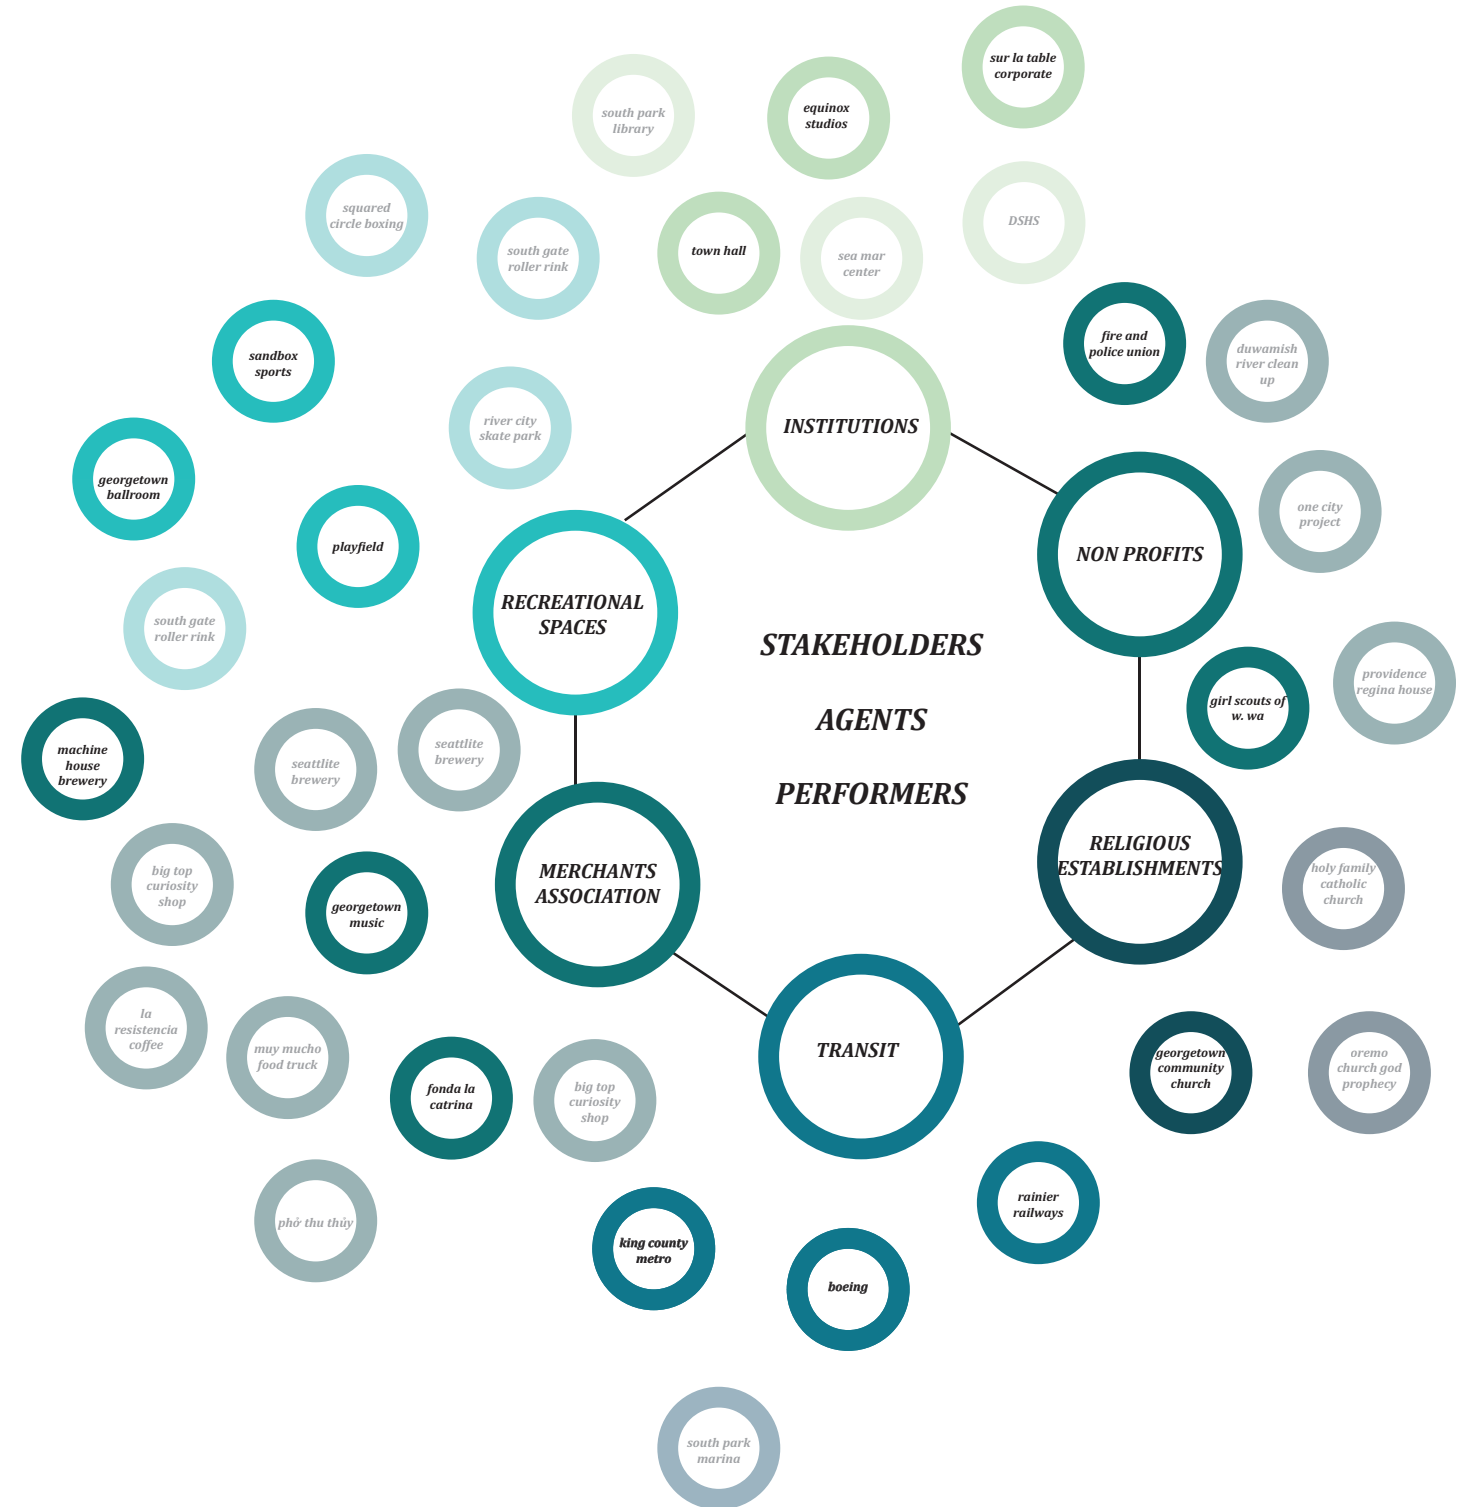 sur la table
corporate
south park
library
equinox
studios
squared
circle boxing
south gate
roller rink
town hall
sea mar
center
DSHS
sandbox
sports
fire and
police union
duwamish
river clean
up
river city
skate park
INSTITUTIONS
georgetown
ballroom
playfield
one city
project
NON PROFITS
RECREATIONAL
SPACES
south gate
roller rink
STAKEHOLDERS
AGENTS
PERFORMERS
girl scouts of
w. wa
providence
regina house
machine
house
brewery
seattlite
brewery
seattlite
brewery
MERCHANTS
ASSOCIATION
RELIGIOUS
ESTABLISHMENTS
big top
curiosity
shop
georgetown
music
holy family
catholic
church
la
resistencia
coffee
muy mucho
food truck
TRANSIT
fonda la
catrina
big top
curiosity
shop
georgetown
community
church
oremo
church god
prophecy
phở thu thủy
king county
metro
boeing
rainier
railways
south park
marina